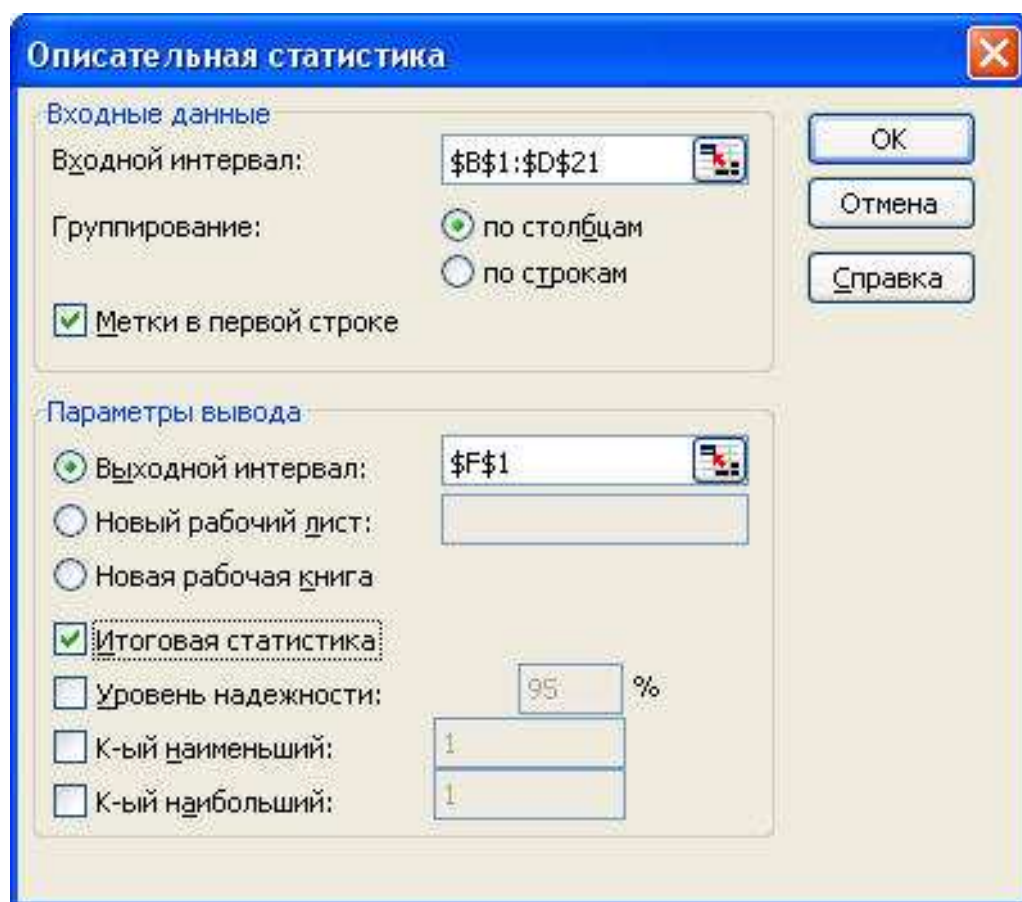 Описательная статистика
Входные данные
Входной интервал: $B$1:$D$21
Группирование: по столбцам
по строкам
Метки в первой строке
OK
Отмена
Справка
Параметры вывода
Выходной интервал: $F$1
Новый рабочий лист:
Новая рабочая книга
Итоговая статистика
Уровень надежности: 95 %
К-ый наименьший: 1
К-ый наибольший: 1